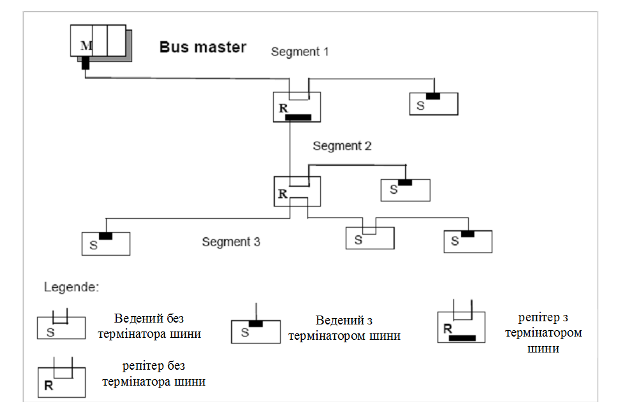 M
Bus master
Segment 1
R
S
Segment 2
R
S
S
Segment 3
S
S
Legende:
S
Ведений без
термінатора шини
S
Ведений з
термінатором шини
R
репітер з
термінатором
шини
R
репітер без
термінатора шини